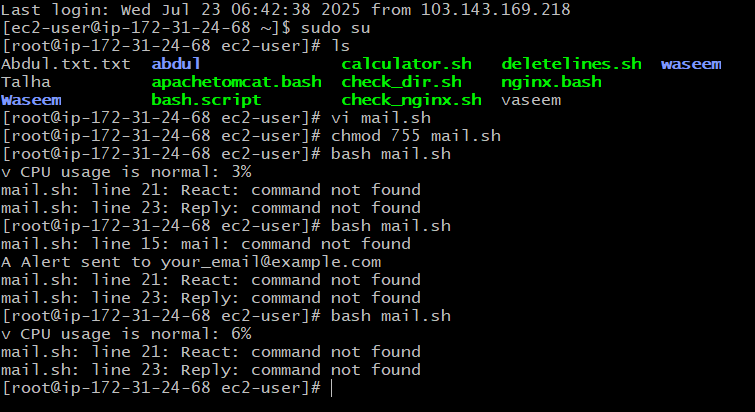 Last login: Wed Jul 23 06:42:38 2025 from 103.143.169.218
[ec2-user@ip-172-31-24-68 ~]$ sudo su
[root@ip-172-31-24-68 ec2-user]# ls
Abdul.txt.txt  abdul              calculator.sh   deletelines.sh  waseem
Talha          apachetomcat.bash  check_dir.sh    nginx.bash
Waseem         bash.script        check_nginx.sh  vaseem
[root@ip-172-31-24-68 ec2-user]# vi mail.sh
[root@ip-172-31-24-68 ec2-user]# chmod 755 mail.sh
[root@ip-172-31-24-68 ec2-user]# bash mail.sh
v CPU usage is normal: 3%
mail.sh: line 21: React: command not found
mail.sh: line 23: Reply: command not found
[root@ip-172-31-24-68 ec2-user]# bash mail.sh
mail.sh: line 15: mail: command not found
A Alert sent to your_email@example.com
mail.sh: line 21: React: command not found
mail.sh: line 23: Reply: command not found
[root@ip-172-31-24-68 ec2-user]# bash mail.sh
v CPU usage is normal: 6%
mail.sh: line 21: React: command not found
mail.sh: line 23: Reply: command not found
[root@ip-172-31-24-68 ec2-user]#